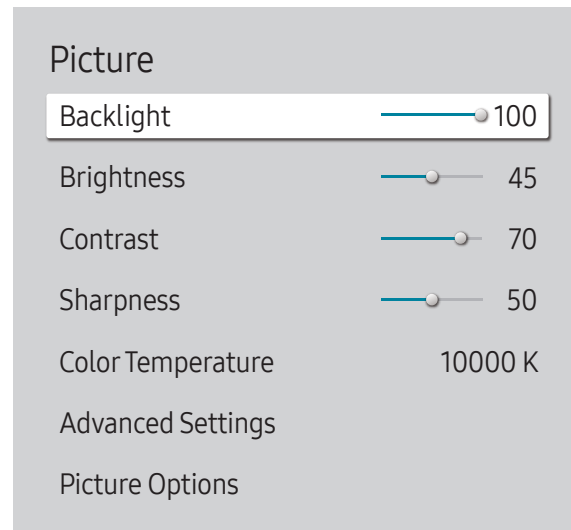 Picture
Backlight 100
Brightness 45
Contrast 70
Sharpness 50
Color Temperature 10000 K
Advanced Settings
Picture Options